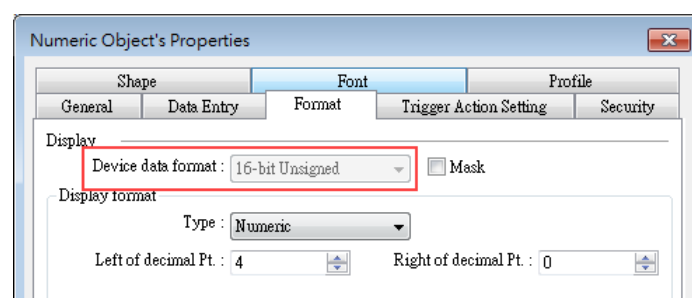 Numeric Object's Properties
Shape Font Profile
General Data Entry Format Trigger Action Setting Security
Display
Device data format : 16-bit Unsigned Mask
Display format
Type : Numeric
Left of decimal Pt. : 4 Right of decimal Pt. : 0